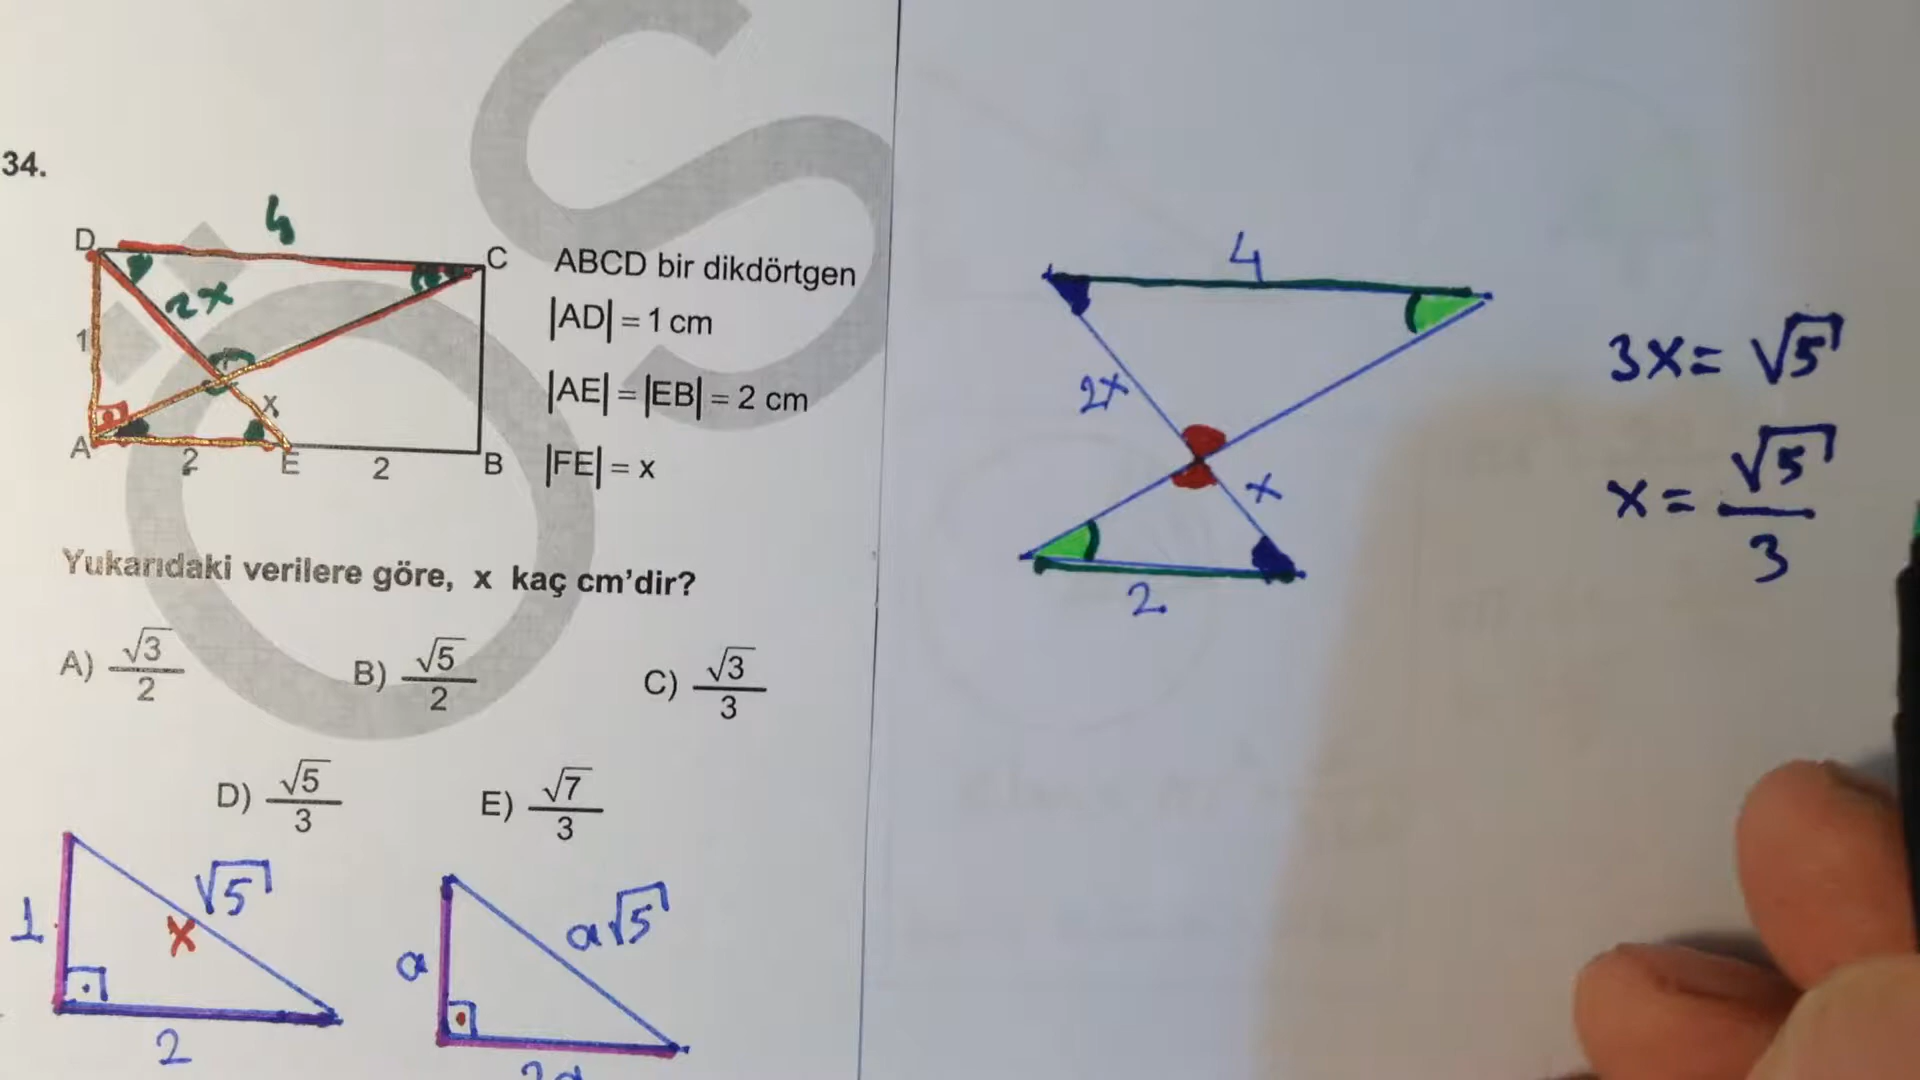 34.
4
D
C
2x
1
F
x
A
2
E
2
B
ABCD bir dikdörtgen
|AD| = 1 cm
|AE| = |EB| = 2 cm
|FE| = x
Yukarıdaki verilere göre, x kaç cm'dir?
A) √3/2
B) √5/2
C) √3/3
D) √5/3
E) √7/3
1
√5
x
2
a
a√5
4
2x
x
2
3x = √5
x = √5/3